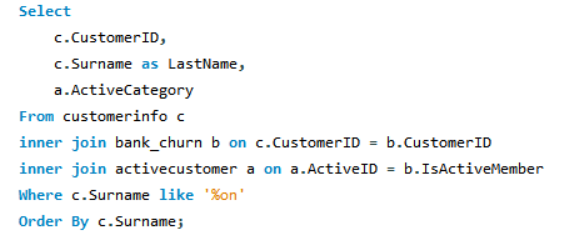 Select
c.CustomerID,
c.Surname as LastName,
a.ActiveCategory
From customerinfo c
inner join bank_churn b on c.CustomerID = b.CustomerID
inner join activecustomer a on a.ActiveID = b.IsActiveMember
Where c.Surname like '%on'
Order By c.Surname;